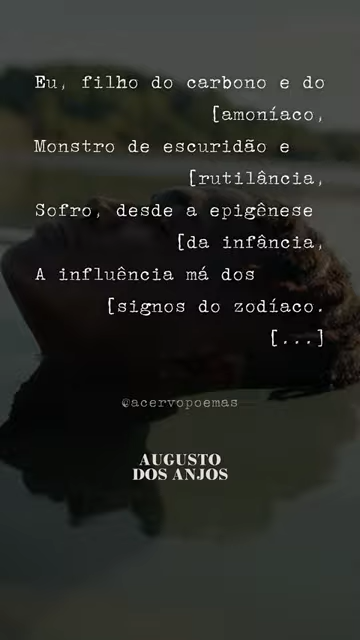 Eu, filho do carbono e do
[amoníaco,
Monstro de escuridão e
[rutilância,
Sofro, desde a epigênese
[da infância,
A influência má dos
[signos do zodíaco.
[...]
@acervopoemas
AUGUSTO
DOS ANJOS